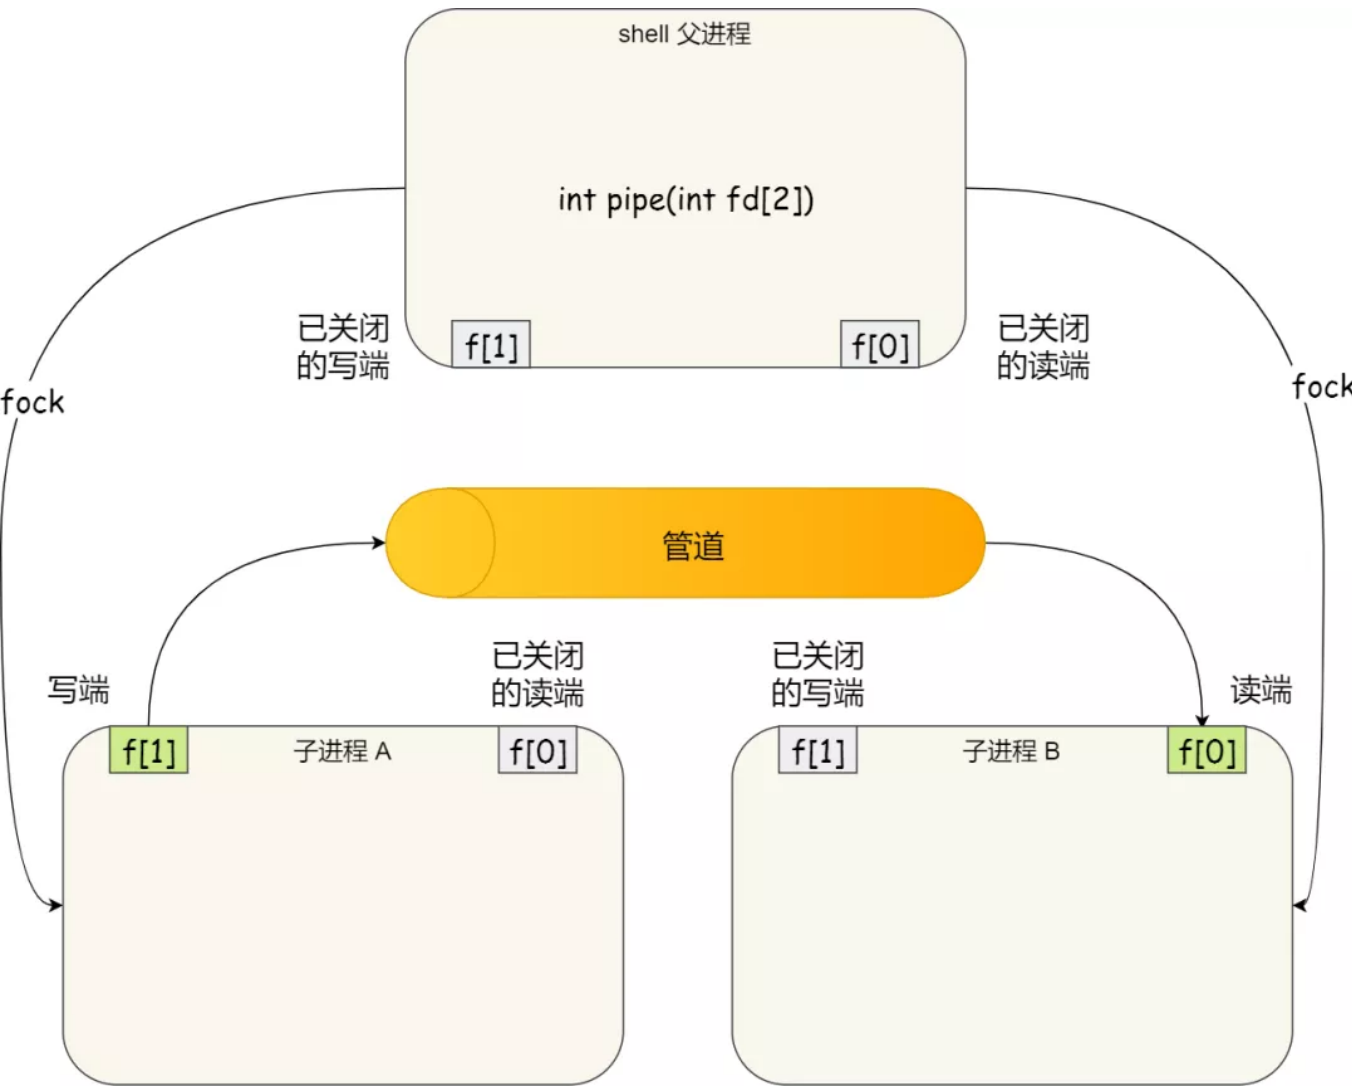 shell 父进程
int pipe(int fd[2])
已关闭
的写端
f[1]
f[0]
已关闭
的读端
fock
fock
管道
写端
已关闭
的读端
已关闭
的写端
读端
f[1]
子进程 A
f[0]
f[1]
子进程 B
f[0]